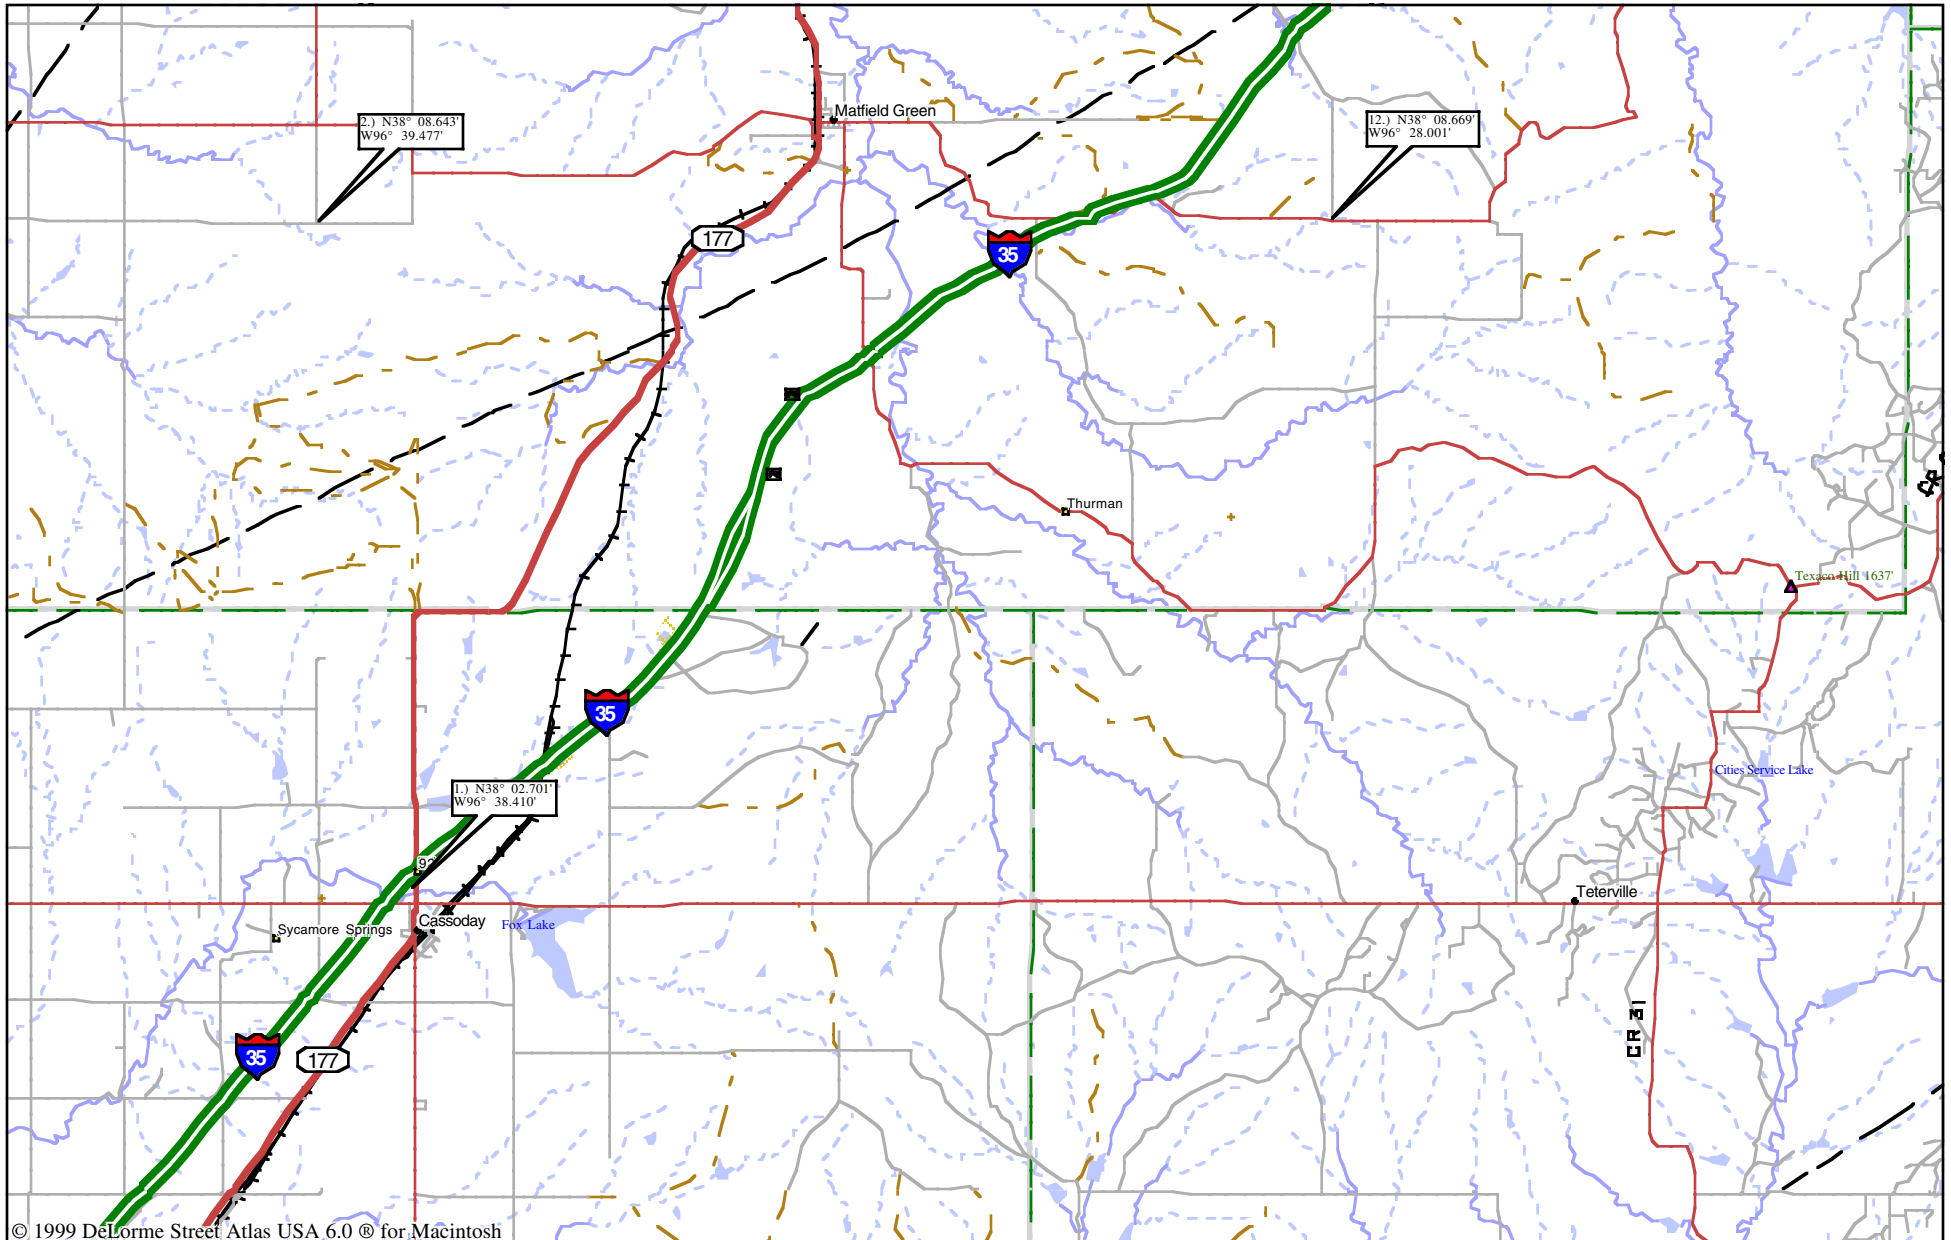 Matfield Green
2.) N38° 08.643'
W96° 39.477'
12.) N38° 08.669'
W96° 28.001'
177
35
Thurman
Texaco Hill 1637'
35
Cities Service Lake
1.) N38° 02.701'
W96° 38.410'
Teterville
Cassoday
Fox Lake
Sycamore Springs
CR 31
35
177
© 1999 DeLorme Street Atlas USA 6.0 ® for Macintosh